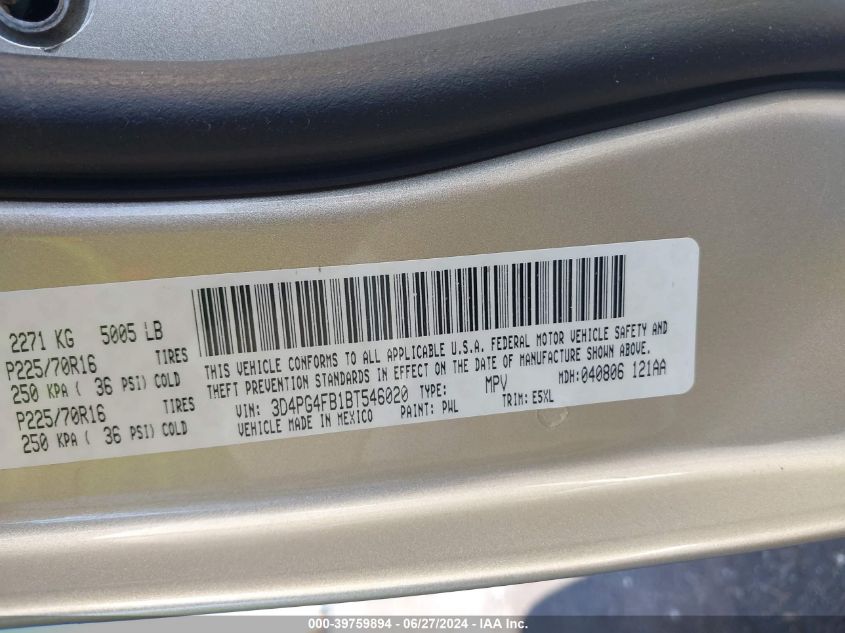 2271 KG 5005 LB
P225/70R16 TIRES
250 KPA ( 36 PSI) COLD
P225/70R16 TIRES
250 KPA ( 36 PSI) COLD
THIS VEHICLE CONFORMS TO ALL APPLICABLE U.S.A. FEDERAL MOTOR VEHICLE SAFETY AND
THEFT PREVENTION STANDARDS IN EFFECT ON THE DATE OF MANUFACTURE SHOWN ABOVE.
VIN: 3D4PG4FB1BT546020 TYPE: MPV MDH:040806 121AA
VEHICLE MADE IN MEXICO PAINT: PWL TRIM: E5XL
000-39759894 / 06/27/2024 / IAA Inc.